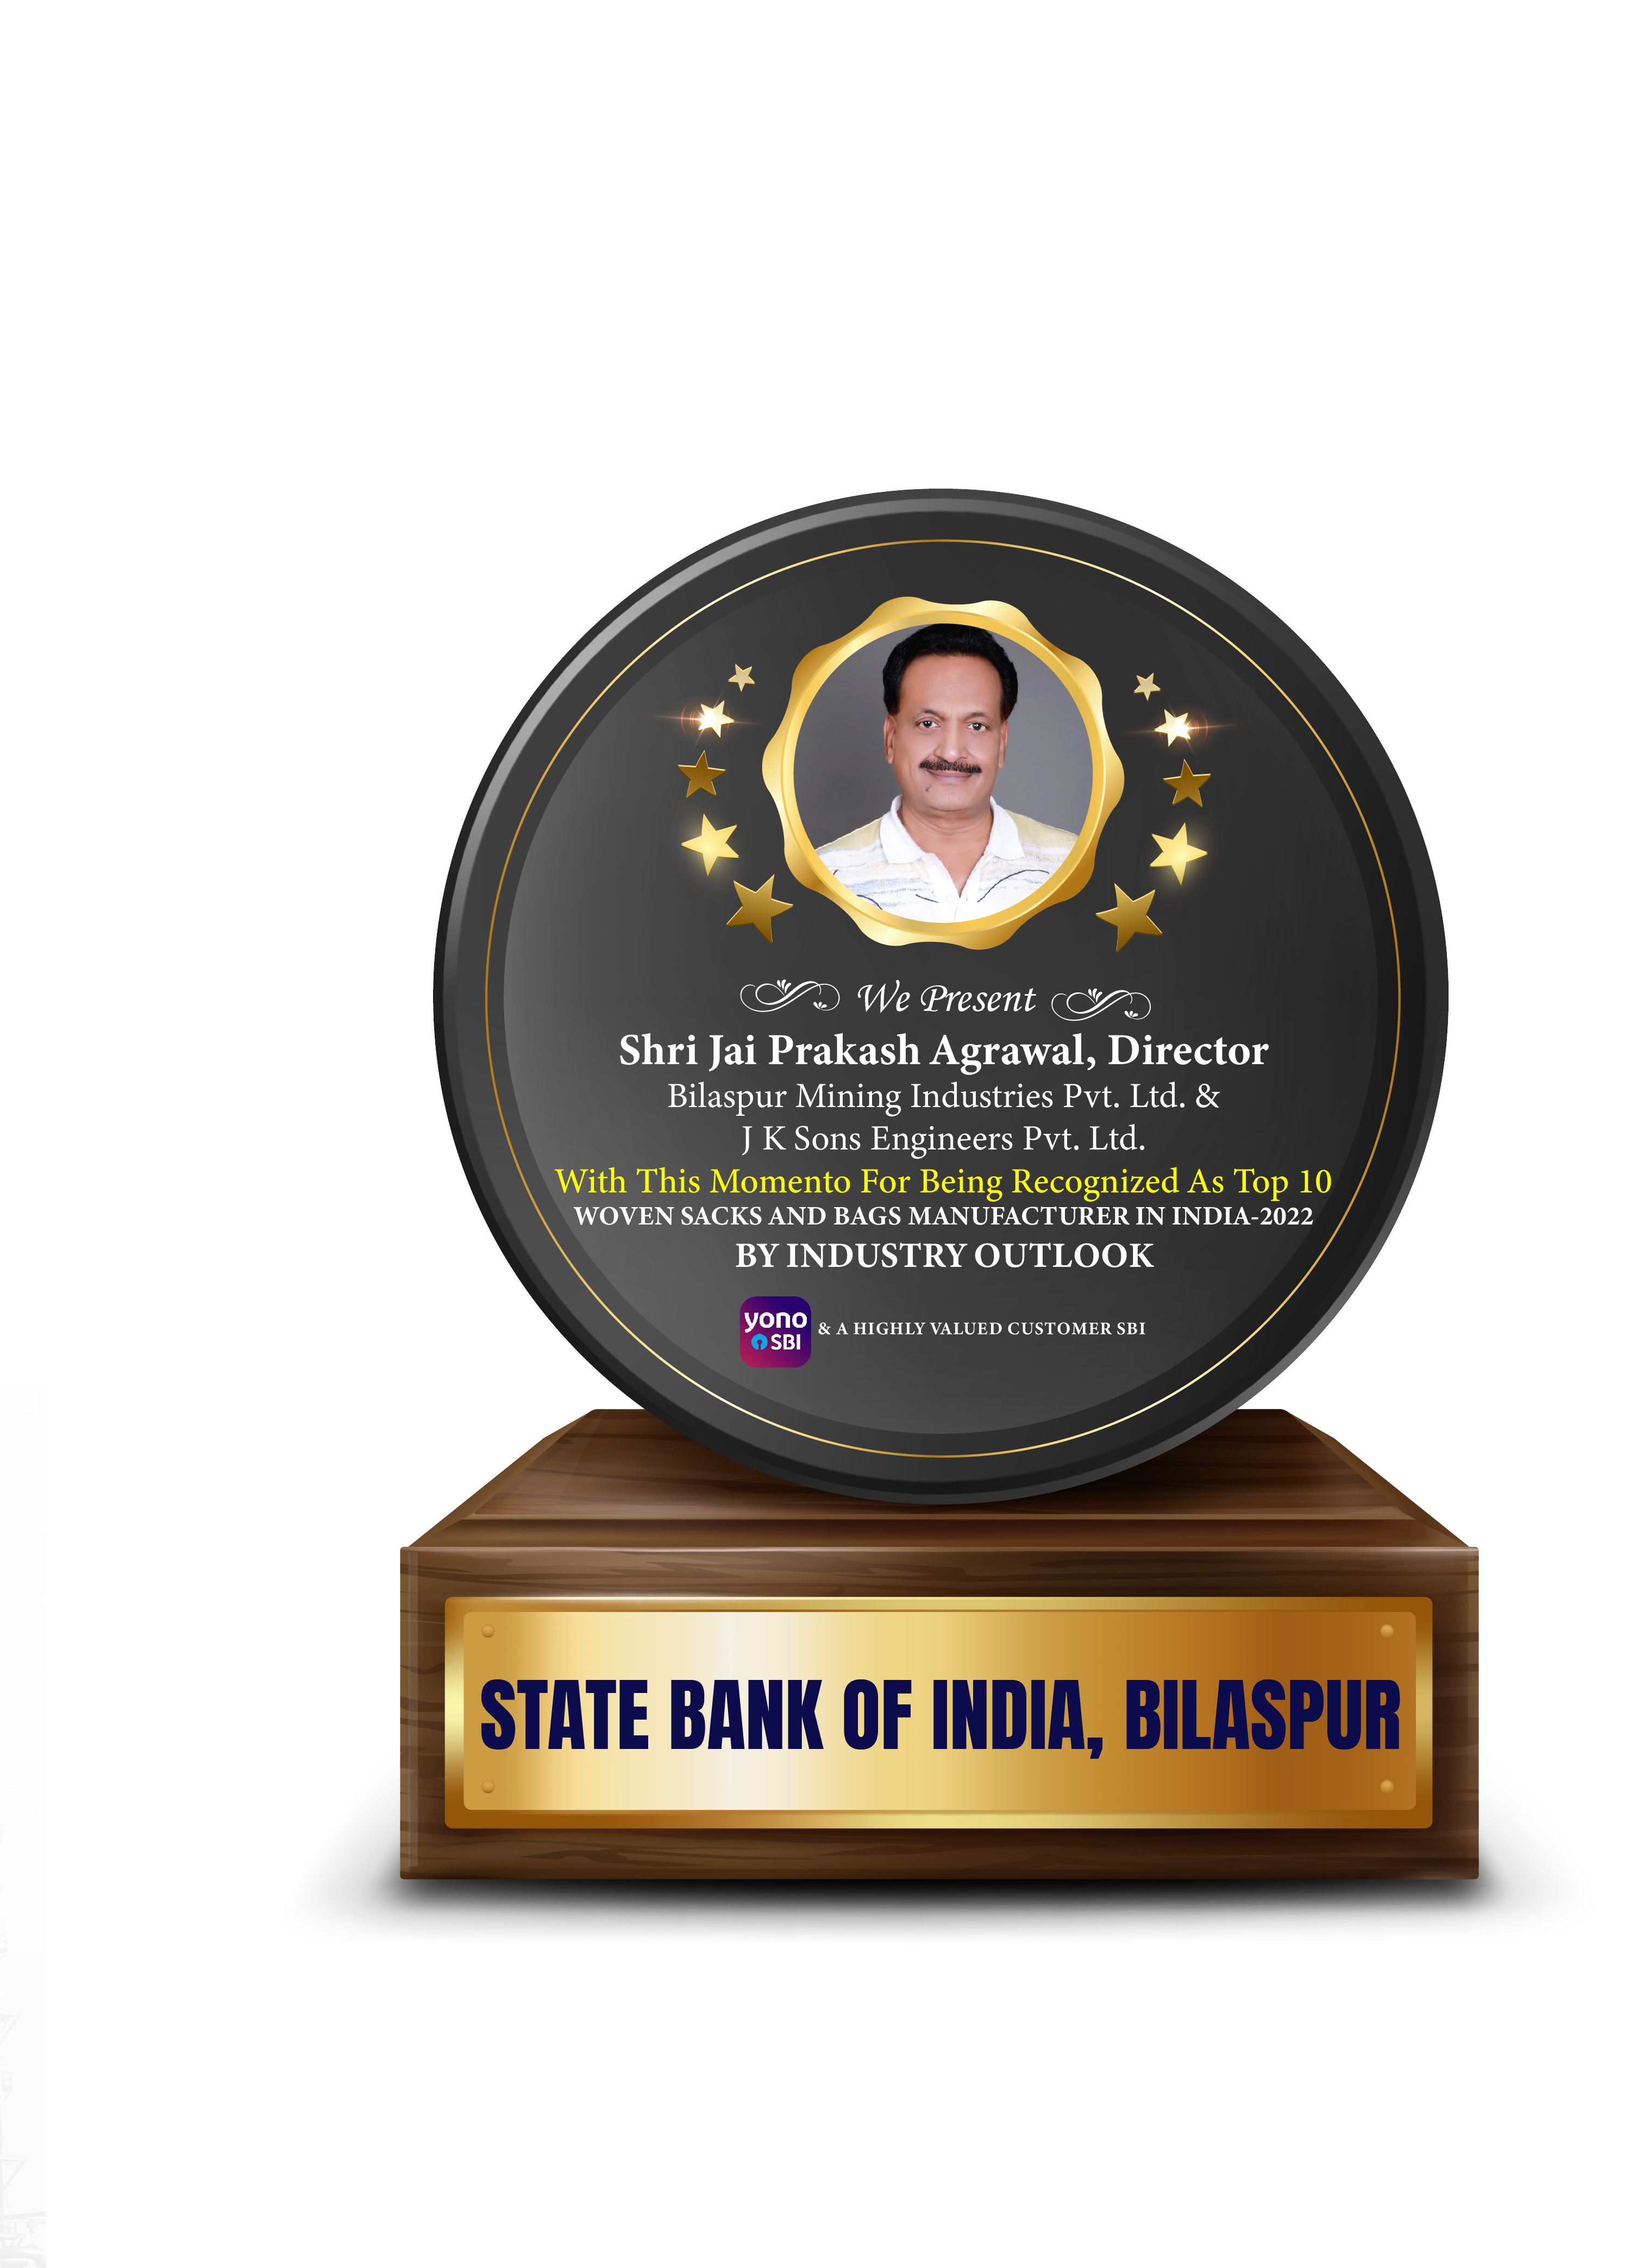 We Present
Shri Jai Prakash Agrawal, Director
Bilaspur Mining Industries Pvt. Ltd. &
J K Sons Engineers Pvt. Ltd.
With This Momento For Being Recognized As Top 10
WOVEN SACKS AND BAGS MANUFACTURER IN INDIA-2022
BY INDUSTRY OUTLOOK
yono
SBI
& A HIGHLY VALUED CUSTOMER SBI
STATE BANK OF INDIA, BILASPUR